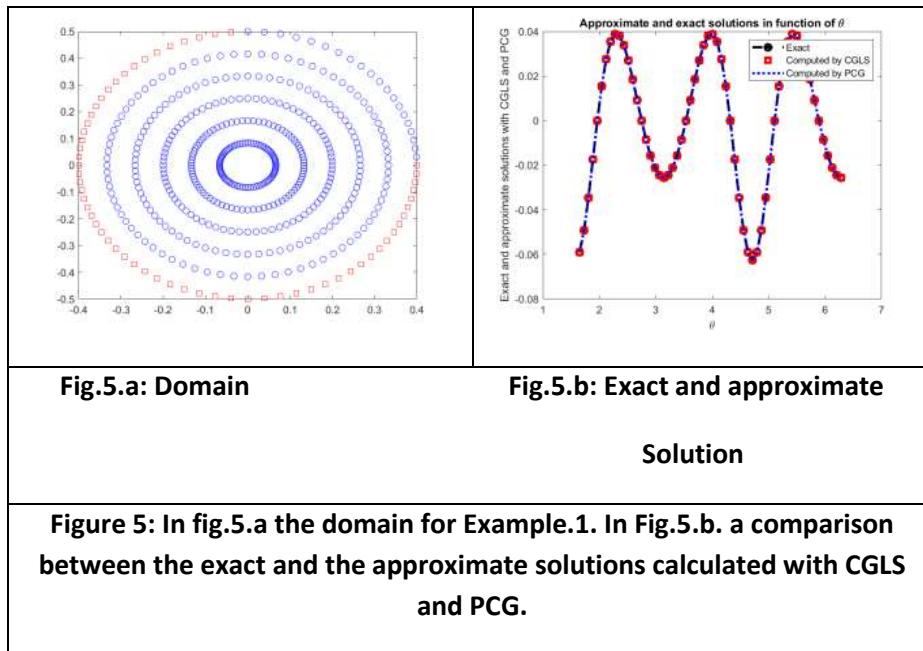 0.5
0.4
0.3
0.2
0.1
0
-0.1
-0.2
-0.3
-0.4
-0.5
-0.4 -0.3 -0.2 -0.1 0 0.1 0.2 0.3 0.4
Approximate and exact solutions in function of θ
Exact and approximate solutions with CGLS and PCG
0.04
0.02
0
-0.02
-0.04
-0.06
-0.08
1 2 3 4 5 6 7
θ
Exact
Computed by CGLS
Computed by PCG
Fig.5.a: Domain
Fig.5.b: Exact and approximate
Solution
Figure 5: In fig.5.a the domain for Example.1. In Fig.5.b. a comparison
between the exact and the approximate solutions calculated with CGLS
and PCG.